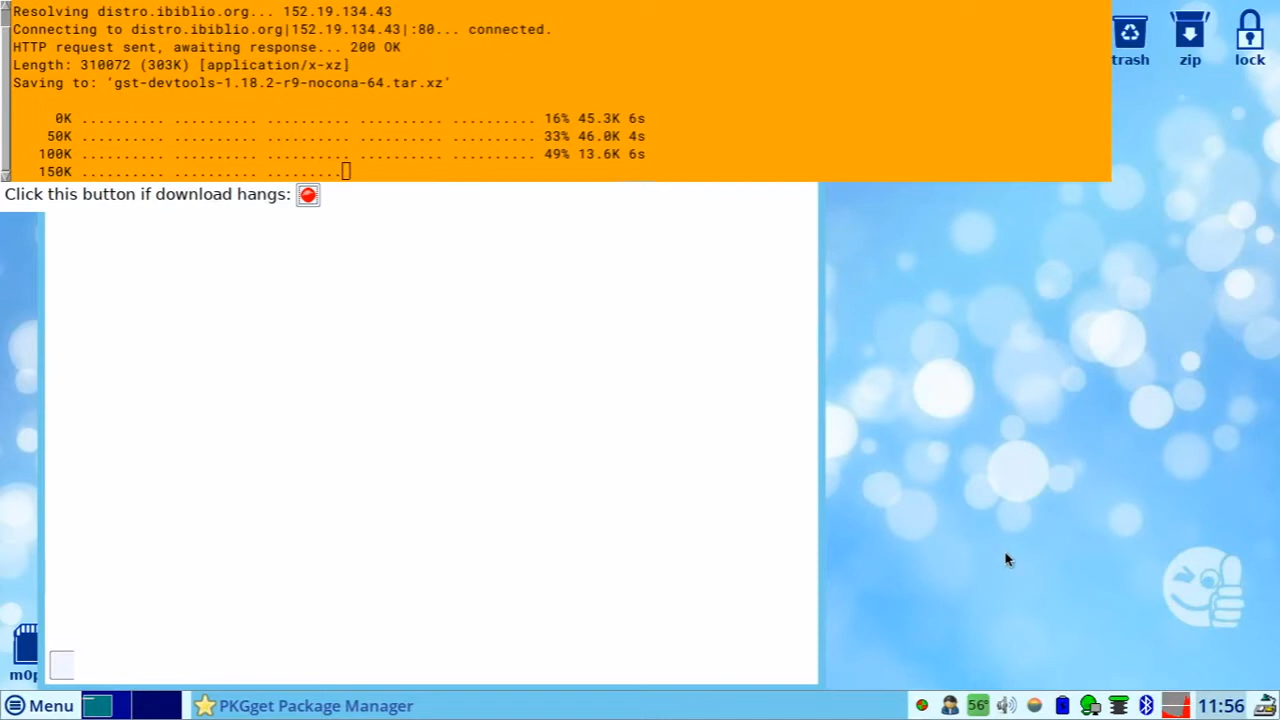 Resolving distro.ibiblio.org... 152.19.134.43
Connecting to distro.ibiblio.org|152.19.134.43|:80... connected.
HTTP request sent, awaiting response... 200 OK
Length: 310072 (303K) [application/x-xz]
Saving to: 'gst-devtools-1.18.2-r9-nocona-64.tar.xz'
0K .......... .......... .......... .......... .......... 16% 45.3K 6s
50K .......... .......... .......... .......... .......... 33% 46.0K 4s
100K .......... .......... .......... .......... .......... 49% 13.6K 6s
150K .......... .......... .........
Click this button if download hangs:
trash
zip
lock
m0p
Menu
PKGget Package Manager
56°
11:56